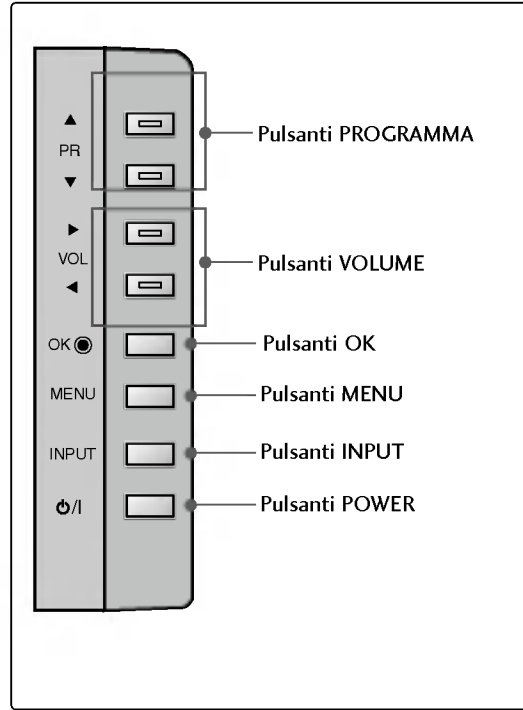 ▲
PR
▼
Pulsanti PROGRAMMA
►
VOL
◄
Pulsanti VOLUME
OK◉ Pulsanti OK
MENU Pulsanti MENU
INPUT Pulsanti INPUT
⏻/I Pulsanti POWER